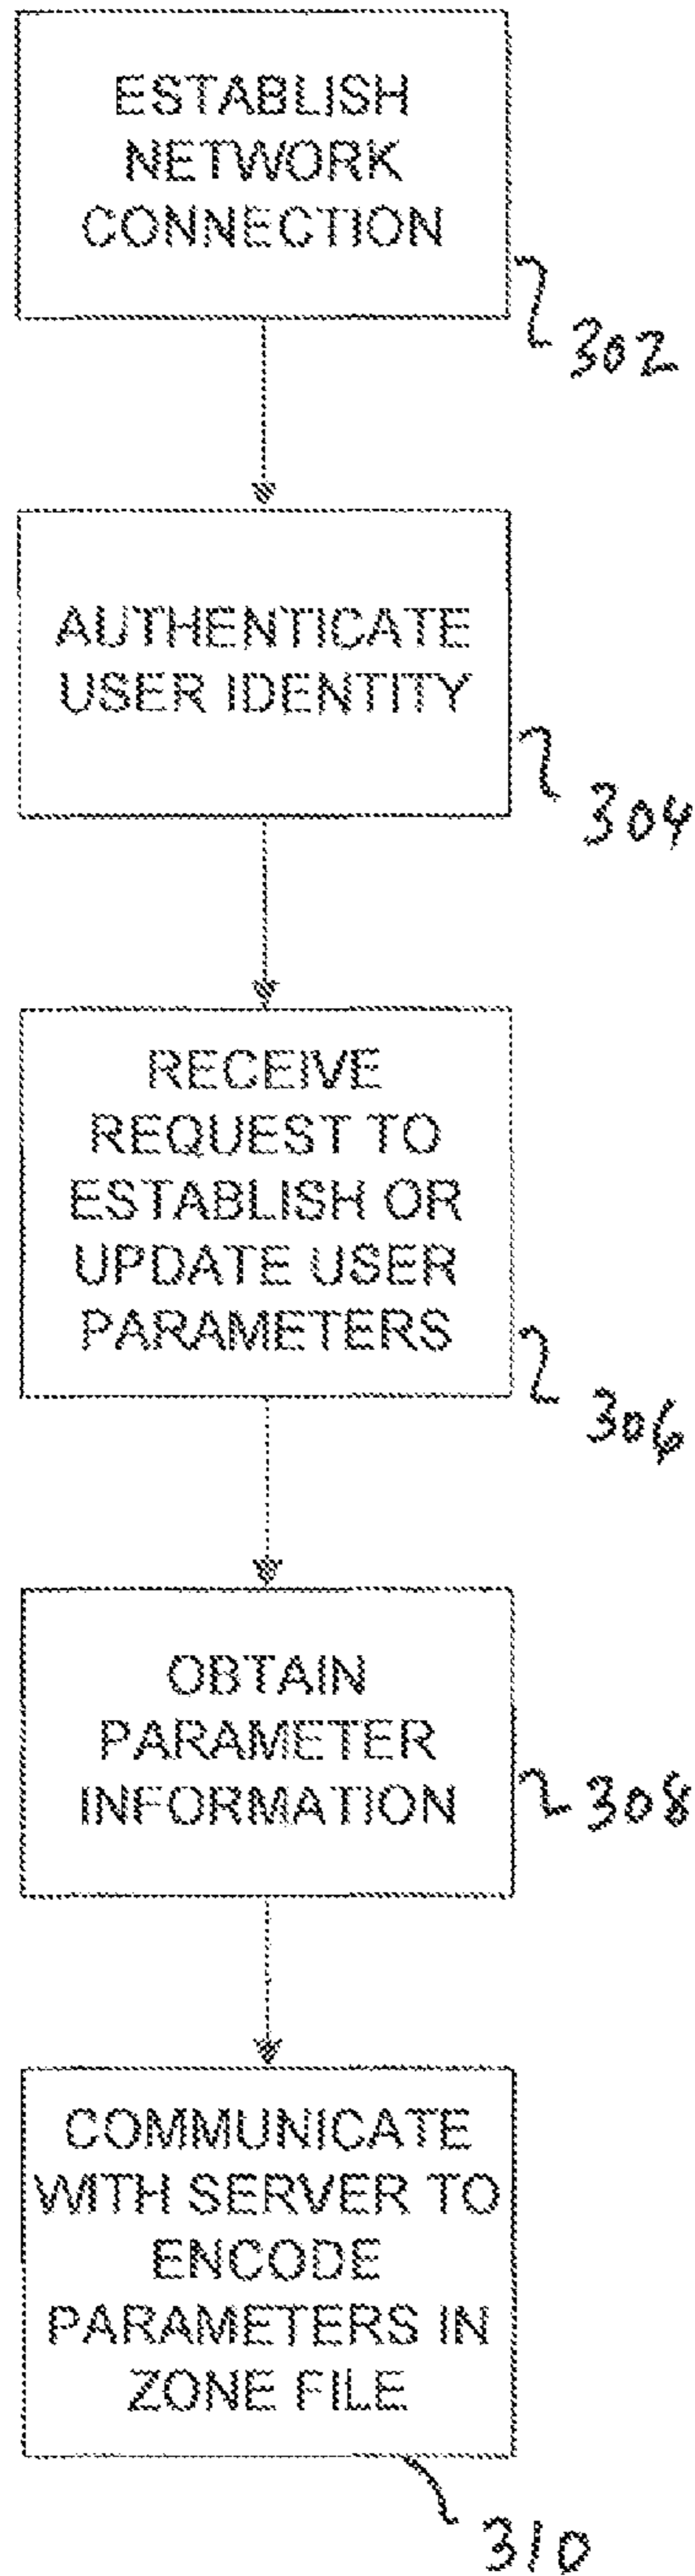 ESTABLISH
NETWORK
CONNECTION
302
AUTHENTICATE
USER IDENTITY
304
RECEIVE
REQUEST TO
ESTABLISH OR
UPDATE USER
PARAMETERS
306
OBTAIN
PARAMETER
INFORMATION
308
COMMUNICATE
WITH SERVER TO
ENCODE
PARAMETERS IN
ZONE FILE
310